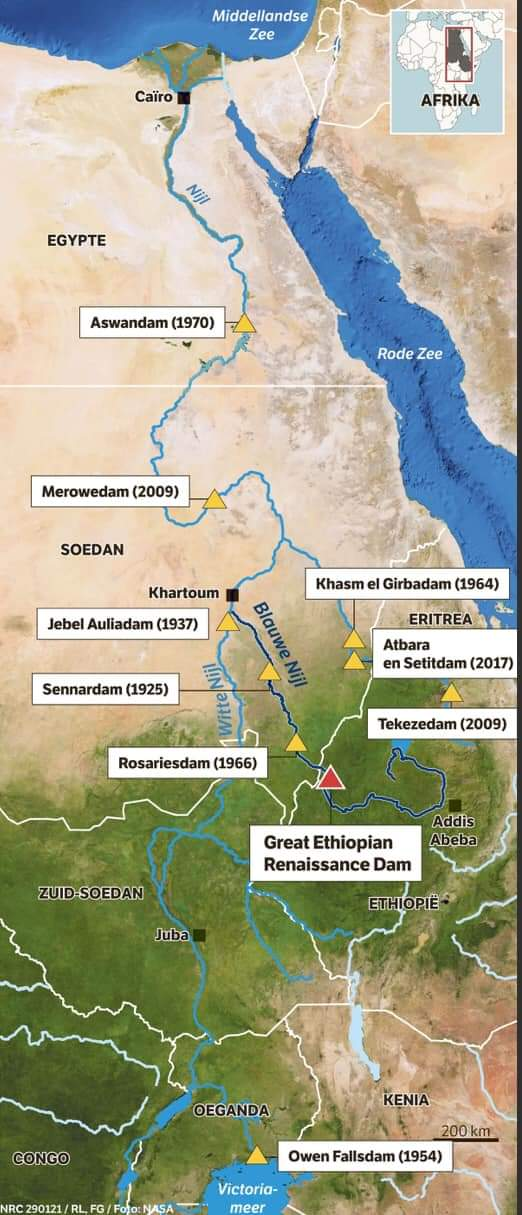 Middellandse
Zee
AFRIKA
Caïro
Nijl
EGYPTE
Aswandam (1970)
Rode Zee
Merowedam (2009)
SOEDAN
Khasm el Girbadam (1964)
Khartoum
ERITREA
Jebel Auliadam (1937)
Blauwe Nijl
Atbara
en Setitdam (2017)
Sennardam (1925)
Witte Nijl
Tekezedam (2009)
Rosariesdam (1966)
Addis
Abeba
Great Ethiopian
Renaissance Dam
ZUID-SOEDAN
ETHIOPIË
Juba
OEGANDA
KENIA
200 km
CONGO
Owen Fallsdam (1954)
Victoria-
meer
NRC 290121 / RL, FG / Foto: NASA